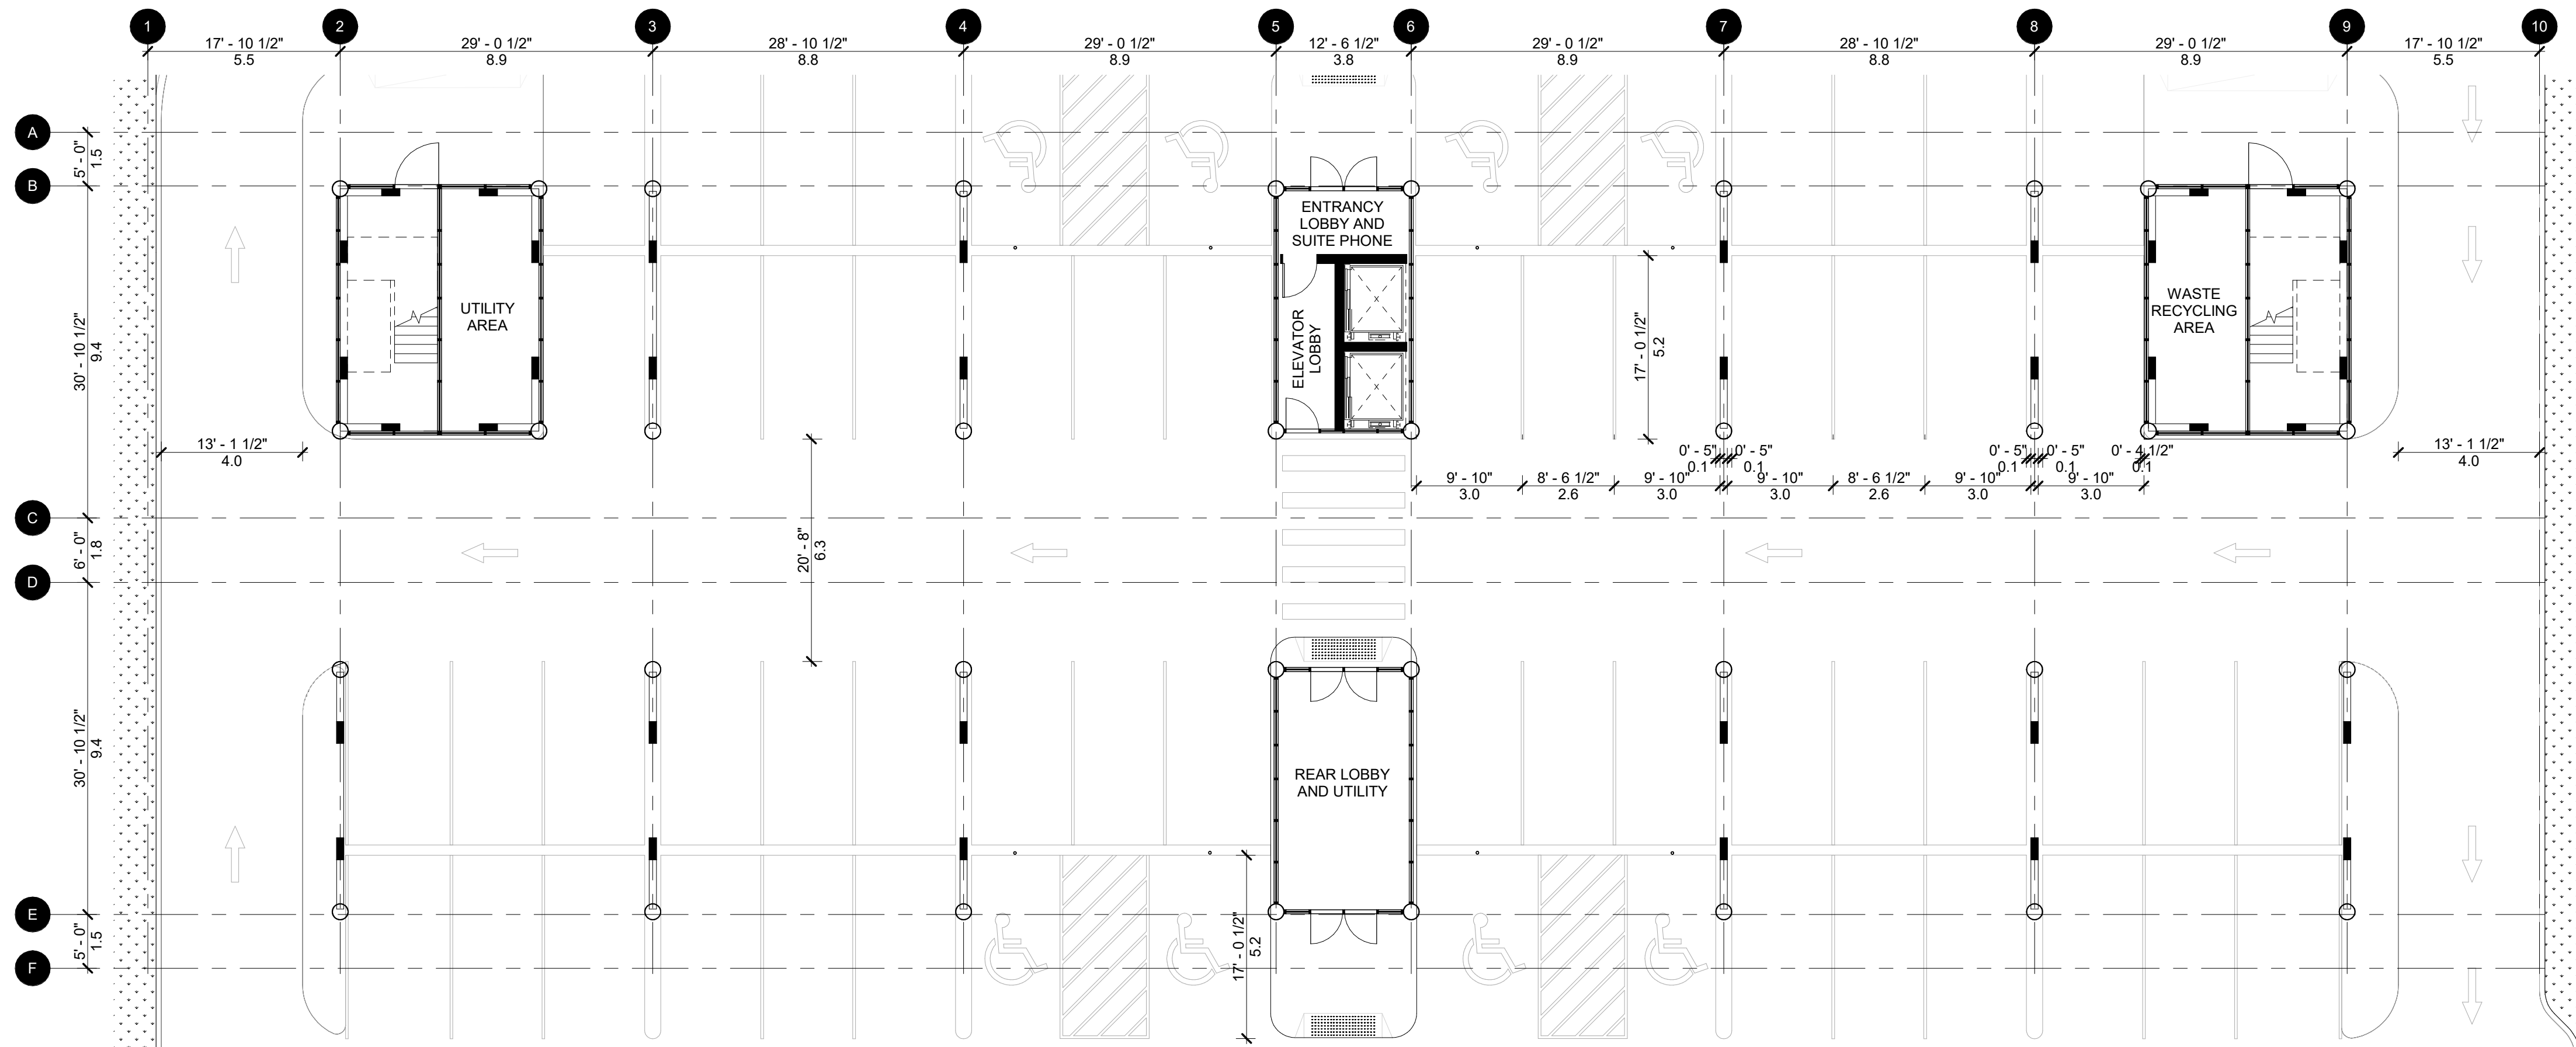 1
2
3
4
5
6
7
8
9
10
17' - 10 1/2"
5.5
29' - 0 1/2"
8.9
28' - 10 1/2"
8.8
29' - 0 1/2"
8.9
12' - 6 1/2"
3.8
29' - 0 1/2"
8.9
28' - 10 1/2"
8.8
29' - 0 1/2"
8.9
17' - 10 1/2"
5.5
A
5' - 0"
1.5
B
30' - 10 1/2"
9.4
C
6' - 0"
1.8
D
30' - 10 1/2"
9.4
E
5' - 0"
1.5
F
UTILITY
AREA
ENTRANCY
LOBBY AND
SUITE PHONE
ELEVATOR
LOBBY
WASTE
RECYCLING
AREA
17' - 0 1/2"
5.2
13' - 1 1/2"
4.0
13' - 1 1/2"
4.0
0' - 5"
0.1
0' - 5"
0.1
0' - 5"
0.1
0' - 5"
0.1
0' - 4 1/2"
0.1
9' - 10"
3.0
8' - 6 1/2"
2.6
9' - 10"
3.0
9' - 10"
3.0
8' - 6 1/2"
2.6
9' - 10"
3.0
9' - 10"
3.0
20' - 8"
6.3
REAR LOBBY
AND UTILITY
17' - 0 1/2"
5.2